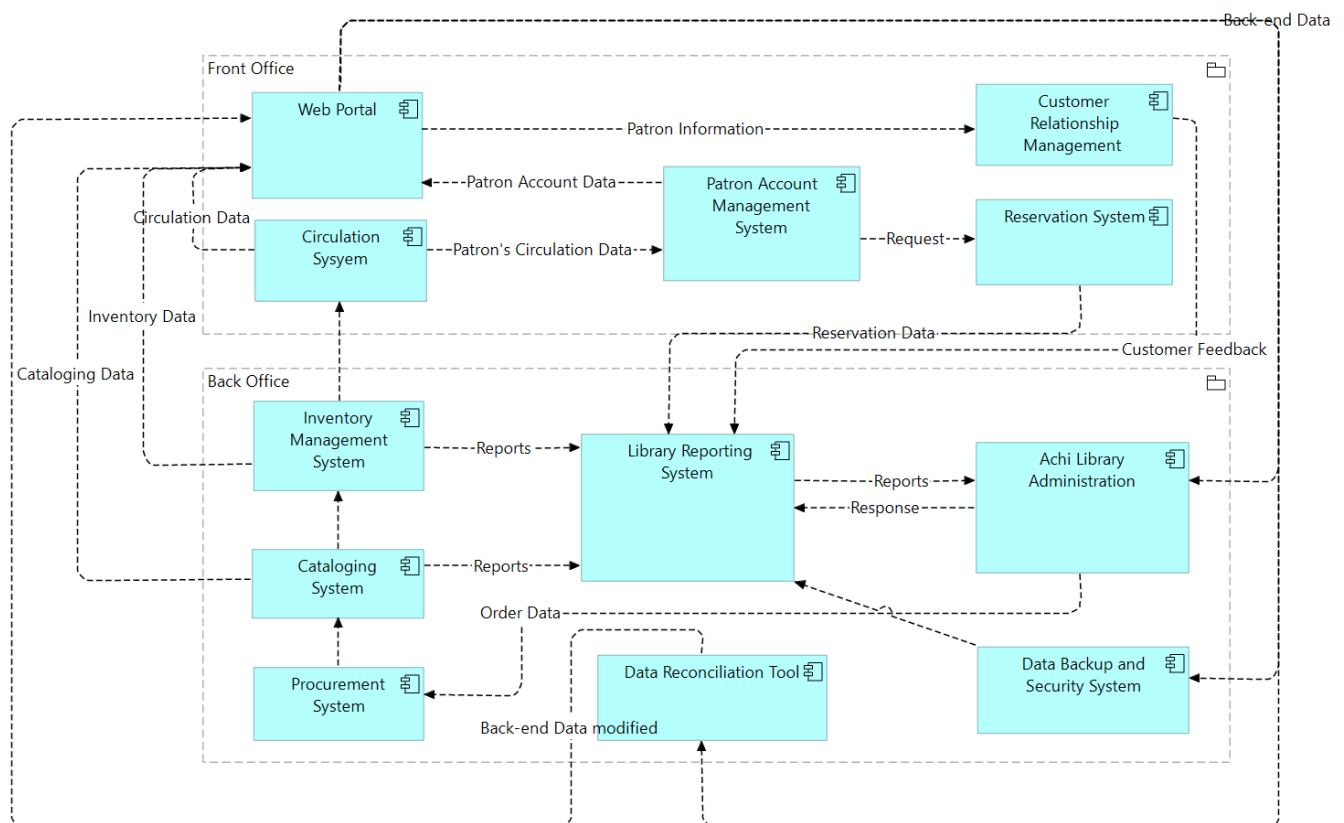 Back-end Data
Front Office
Web Portal
Customer
Relationship
Management
Patron Information
Patron Account Data
Patron Account
Management
System
Reservation System
Circulation Data
Circulation
Sysyem
Patron's Circulation Data
Request
Inventory Data
Reservation Data
Customer Feedback
Cataloging Data
Back Office
Inventory
Management
System
Reports
Library Reporting
System
Reports
Response
Achi Library
Administration
Cataloging
System
Reports
Order Data
Procurement
System
Data Reconciliation Tool
Data Backup and
Security System
Back-end Data modified